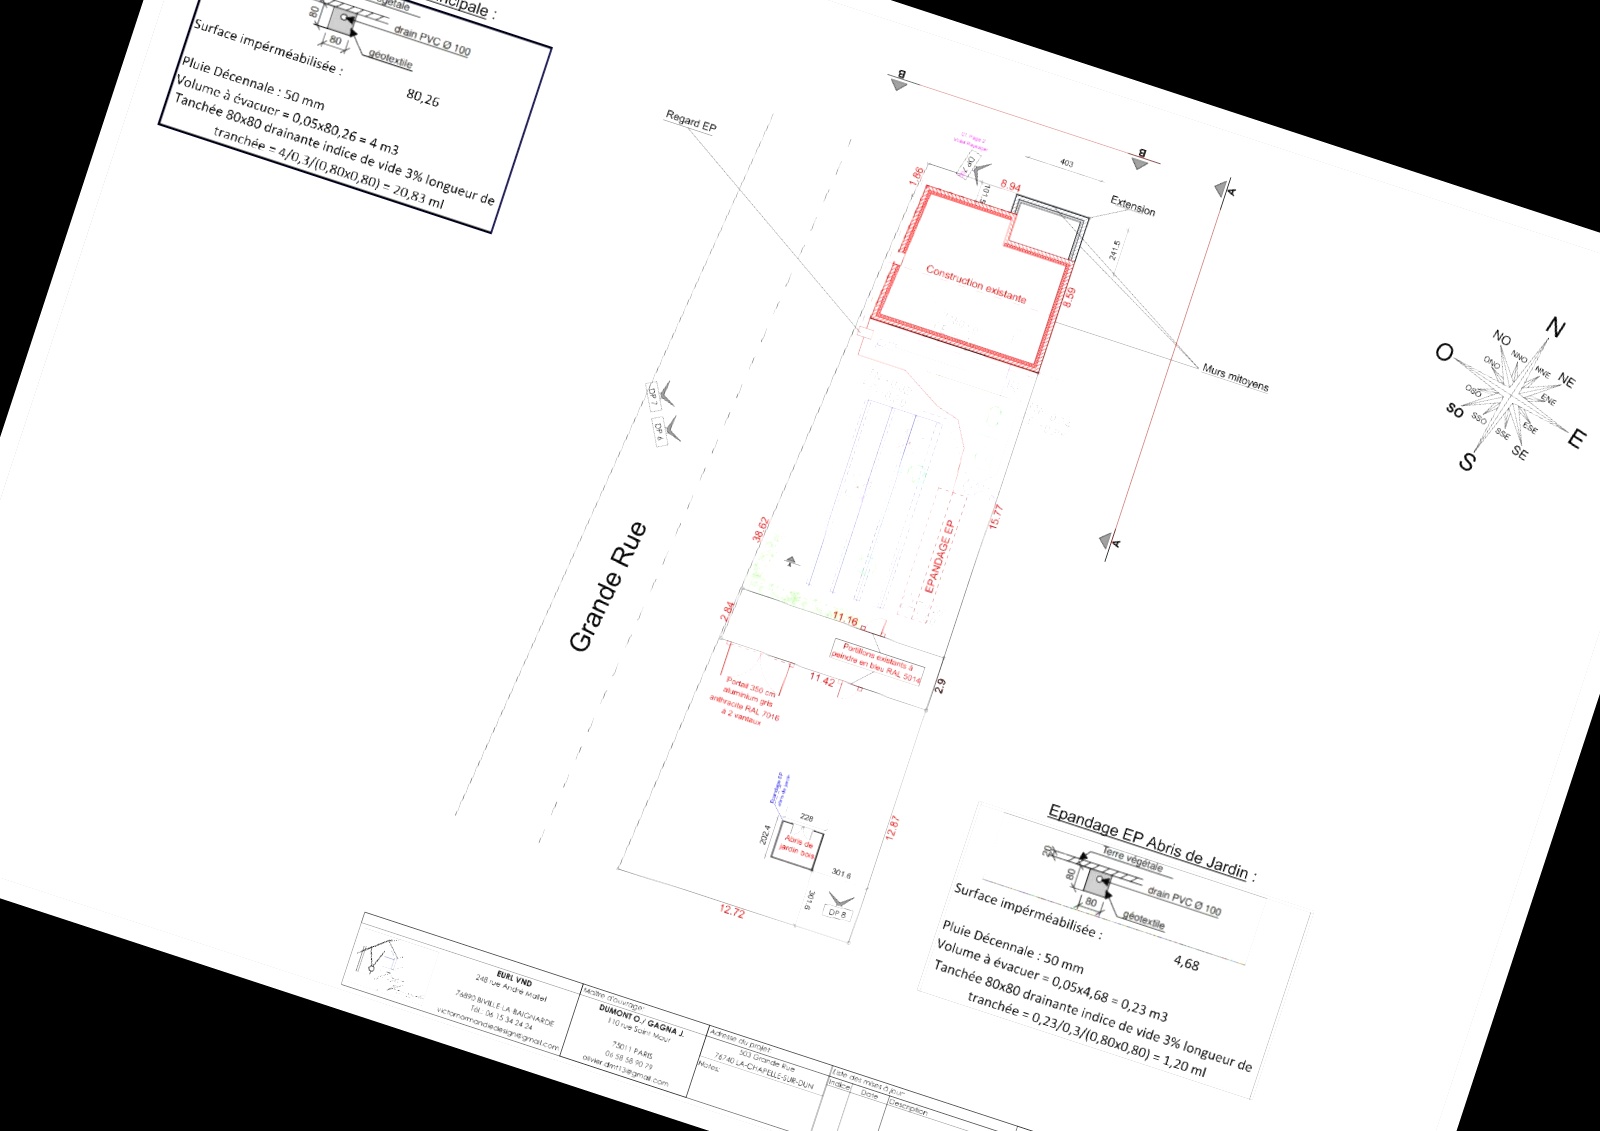 végétale
80
drain PVC Ø 100
80
géotextile
Surface impérméabilisée :
80,26
Pluie Décennale : 50 mm
Volume à évacuer = 0,05x80,26 = 4 m3
Tanchée 80x80 drainante indice de vide 3% longueur de
tranchée = 4/0,3/(0,80x0,80) = 20,83 ml
B
B
Regard EP
403
1.86
8.94
101.5
Extension
241.5
A
Construction existante
8.59
Murs mitoyens
N
NO
NNO
O
ONO
NNE
NE
OSO
ENE
SO
SSO
ESE
SSE
E
S
SE
DP 7
DP 6
Grande Rue
38.62
15.77
EPANDAGE EP
A
2.84
11.16
Portillons existants à
peindre en bleu RAL 5014
2.9
11.42
Portail 350 cm
aluminium gris
anthracite RAL 7016
à 2 vantaux
228
202.4
Abris de
jardin bois
12.87
301.6
301.6
DP 8
12.72
Epandage EP Abris de Jardin :
20
Terre végétale
80
drain PVC Ø 100
80
géotextile
Surface impérméabilisée :
4,68
Pluie Décennale : 50 mm
Volume à évacuer = 0,05x4,68 = 0,23 m3
Tanchée 80x80 drainante indice de vide 3% longueur de
tranchée = 0,23/0,3/(0,80x0,80) = 1,20 ml
EURL VND
248 rue André Mallet
76890 BIVILLE-LA-BAIGNARDE
Tél : 06 15 34 24 24
victornormandiedesign@gmail.com
Maître d'ouvrage:
DUMONT O./ GAGNA J.
110 rue Saint Maur
75011 PARIS
06 58 58 90 79
olivier.dmt13@gmail.com
Adresse du projet:
503 Grande Rue
76740 LA-CHAPELLE-SUR-DUN
Notes:
Liste des mises à jour
Indice
Date
Description